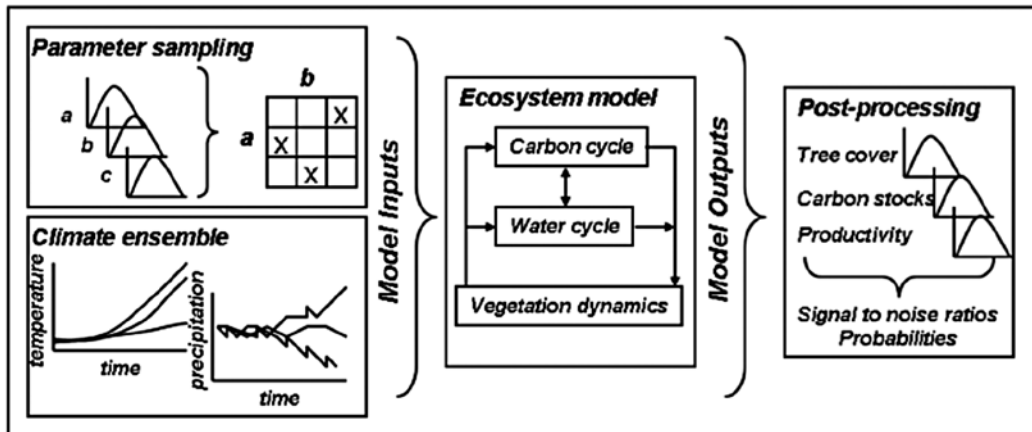 Parameter sampling
a
b
c
b
a
X
X
X
Climate ensemble
temperature
time
precipitation
time
Model Inputs
Ecosystem model
Carbon cycle
Water cycle
Vegetation dynamics
Model Outputs
Post-processing
Tree cover
Carbon stocks
Productivity
Signal to noise ratios
Probabilities